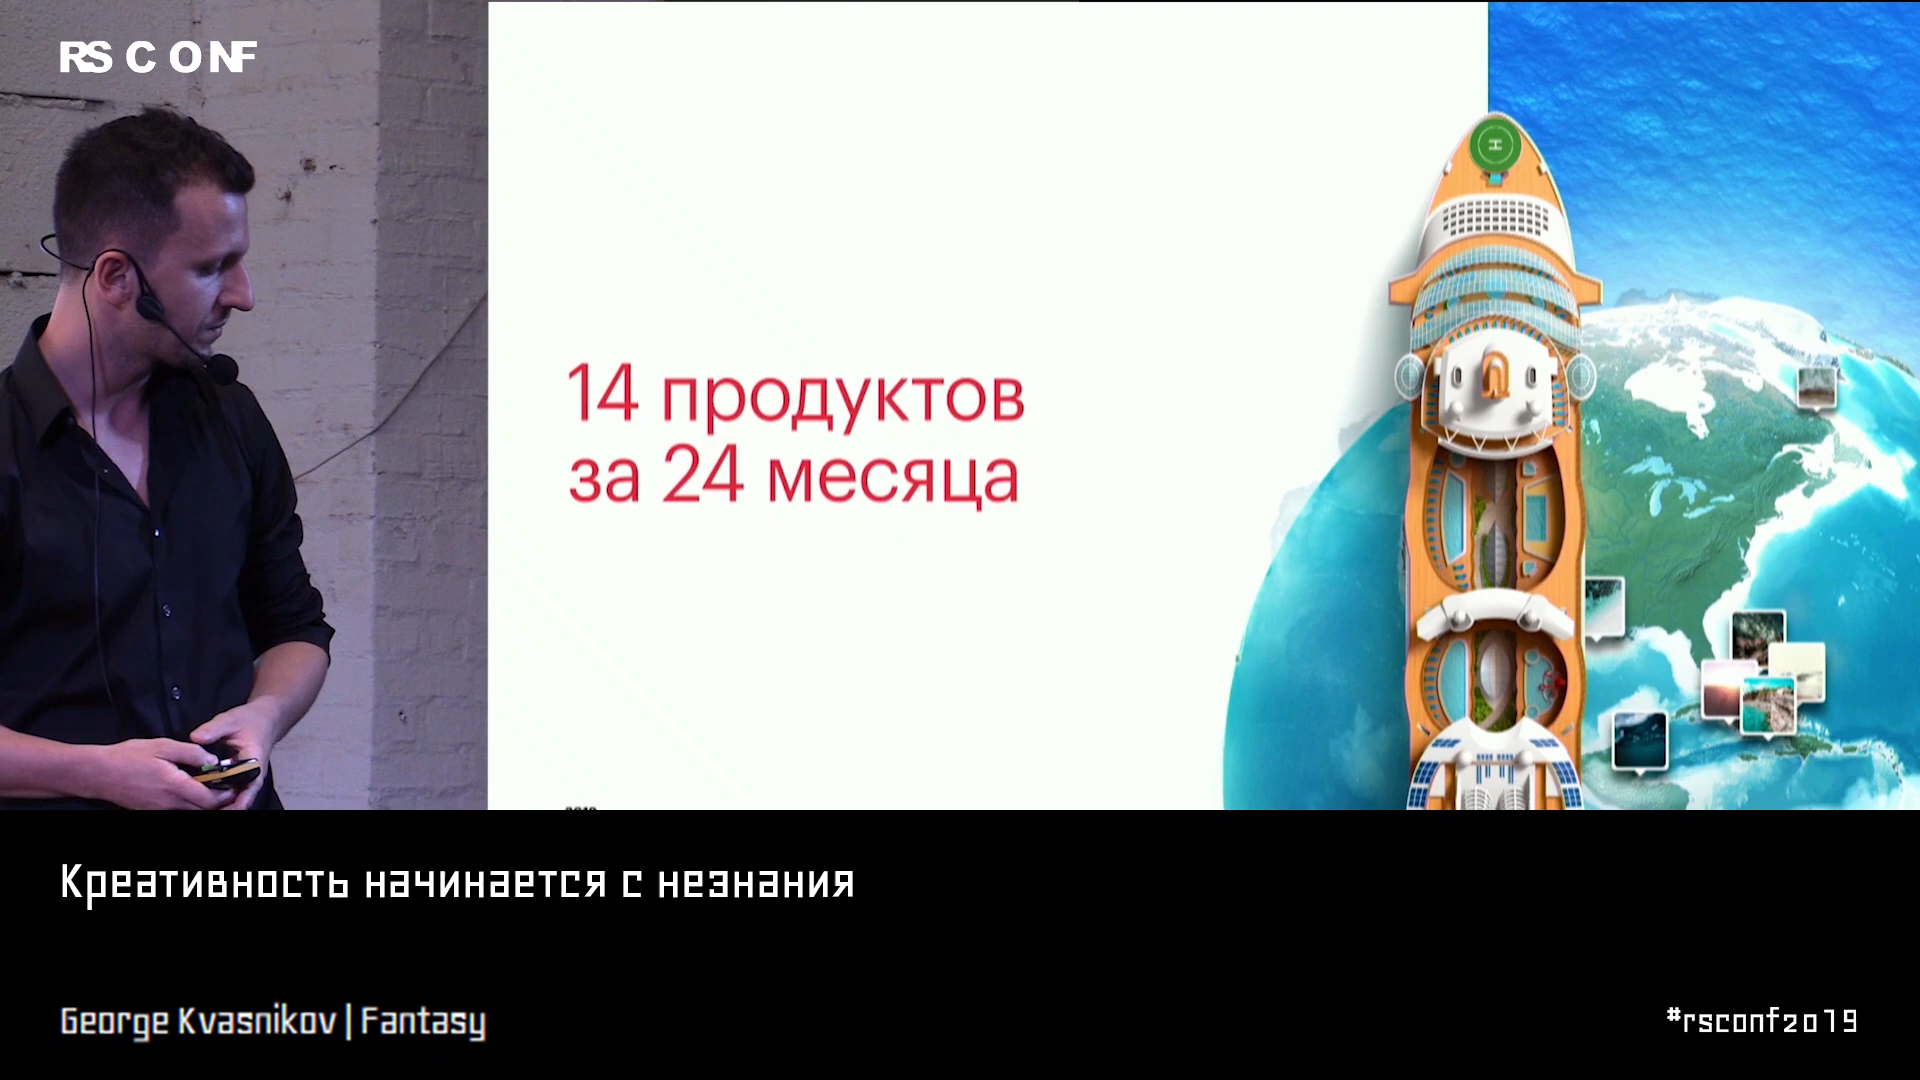 RS CONF
14 продуктов
за 24 месяца
H
Креативность начинается с незнания
George Kvasnikov | Fantasy
#rsconf2019